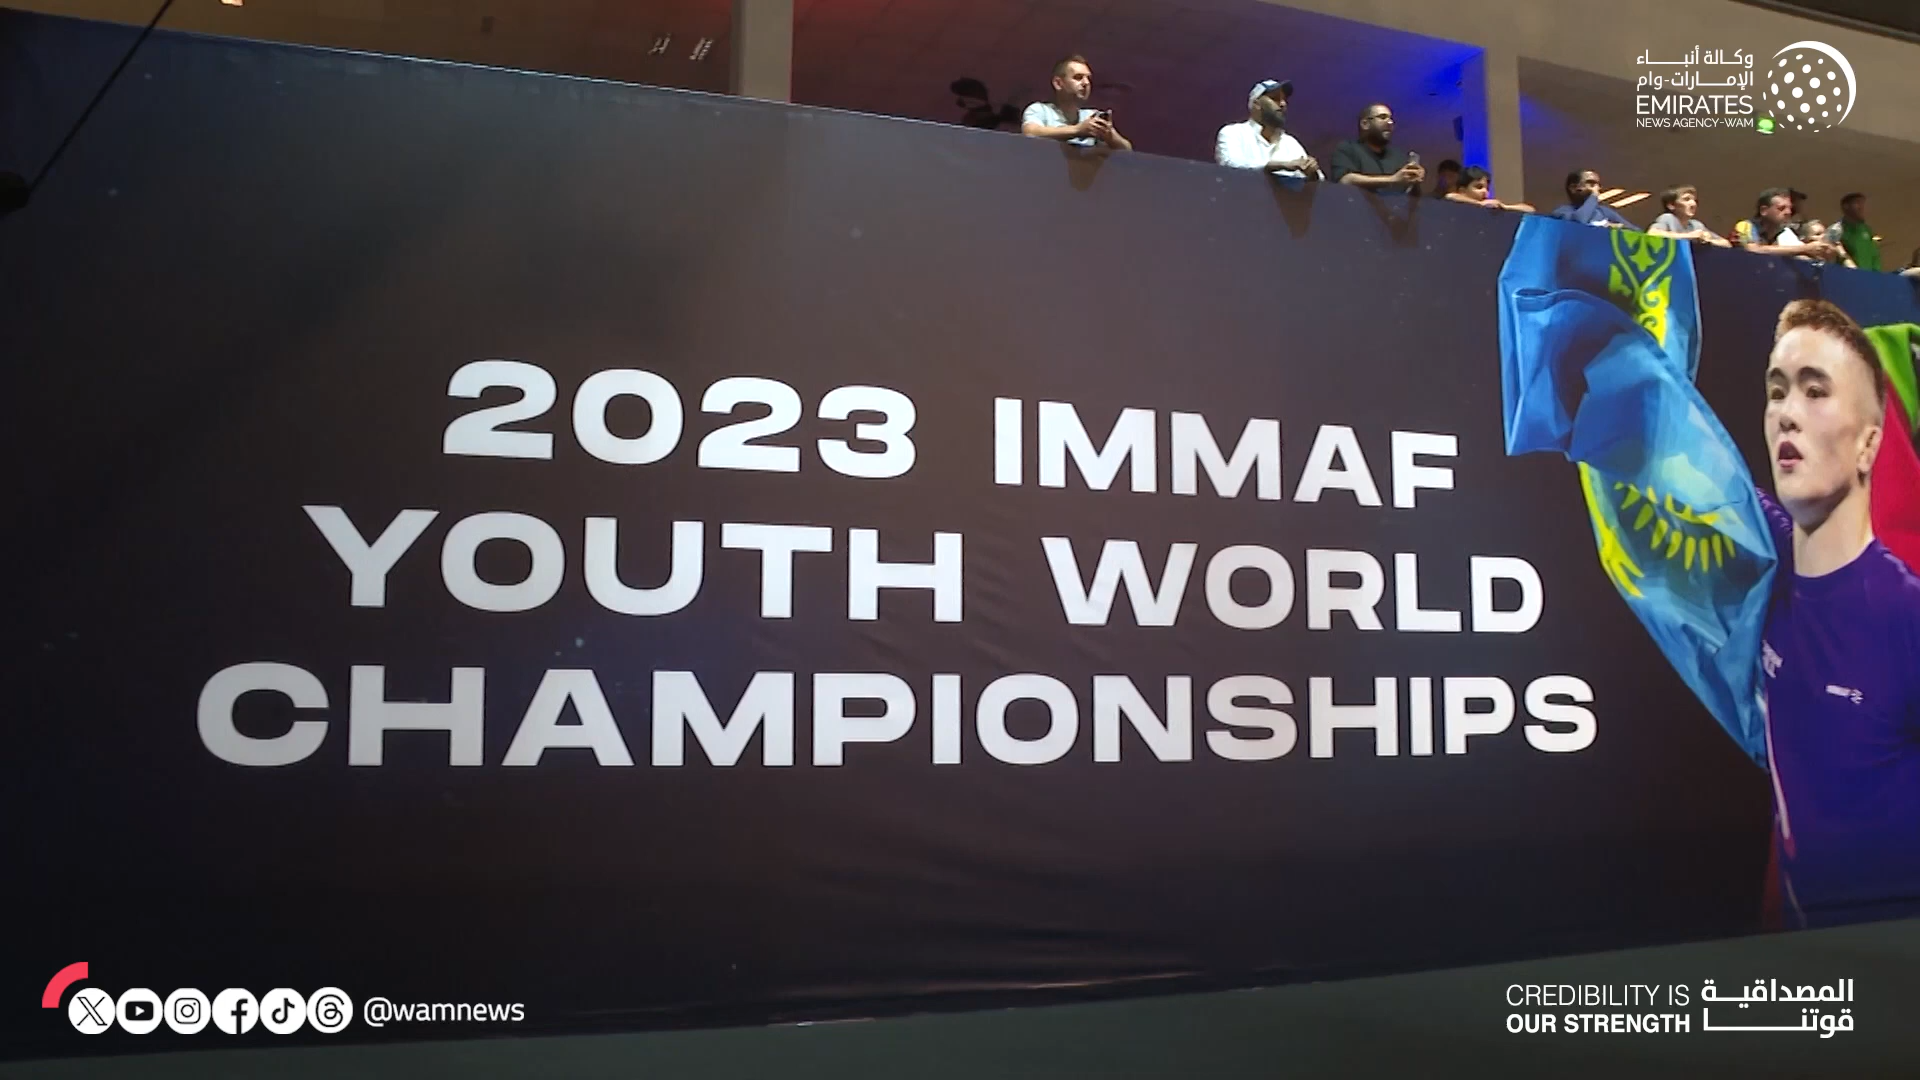 وكالة أنباء
الإمارات-وام
EMIRATES
NEWS AGENCY-WAM
2023 IMMAF
YOUTH WORLD
CHAMPIONSHIPS
@wamnews
CREDIBILITY IS
OUR STRENGTH
المصداقية
قوتنا